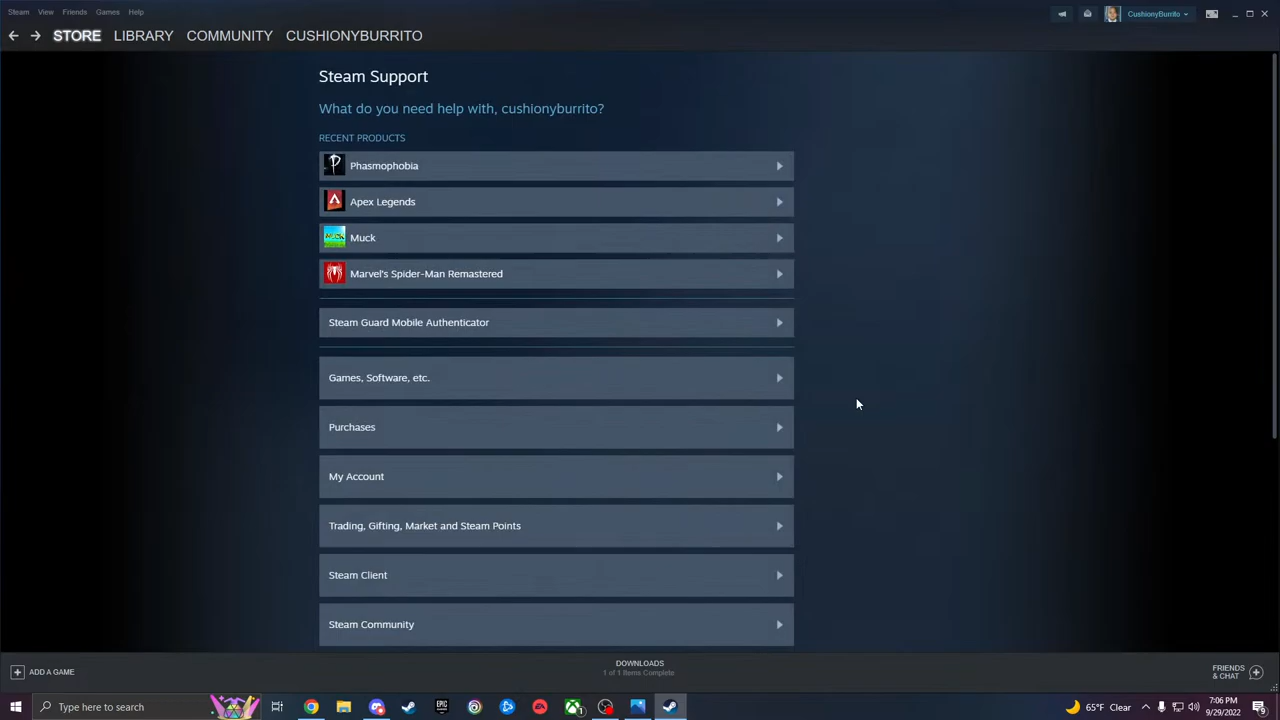 Steam View Friends Games Help
CushionyBurrito
STORE LIBRARY COMMUNITY CUSHIONYBURRITO
Steam Support
What do you need help with, cushionyburrito?
RECENT PRODUCTS
Phasmophobia
Apex Legends
MUCK
Muck
Marvel's Spider-Man Remastered
Steam Guard Mobile Authenticator
Games, Software, etc.
Purchases
My Account
Trading, Gifting, Market and Steam Points
Steam Client
Steam Community
ADD A GAME
DOWNLOADS
1 of 1 Items Complete
FRIENDS
& CHAT
Type here to search
EPIC
EA
65°F Clear
7:06 PM
9/29/2022